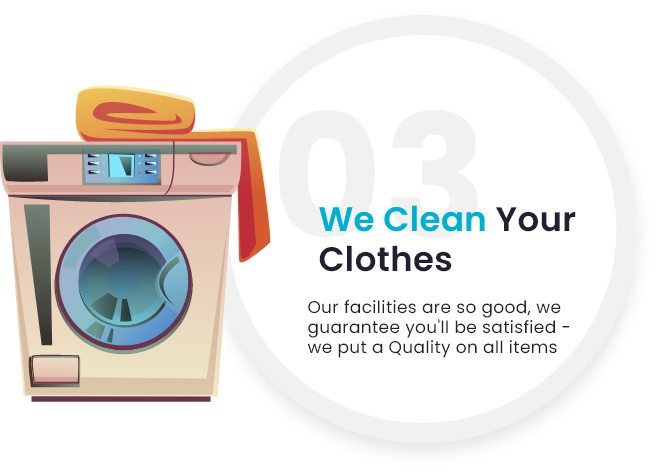 03
We Clean Your
Clothes
Our facilities are so good, we
guarantee you'll be satisfied -
we put a Quality on all items